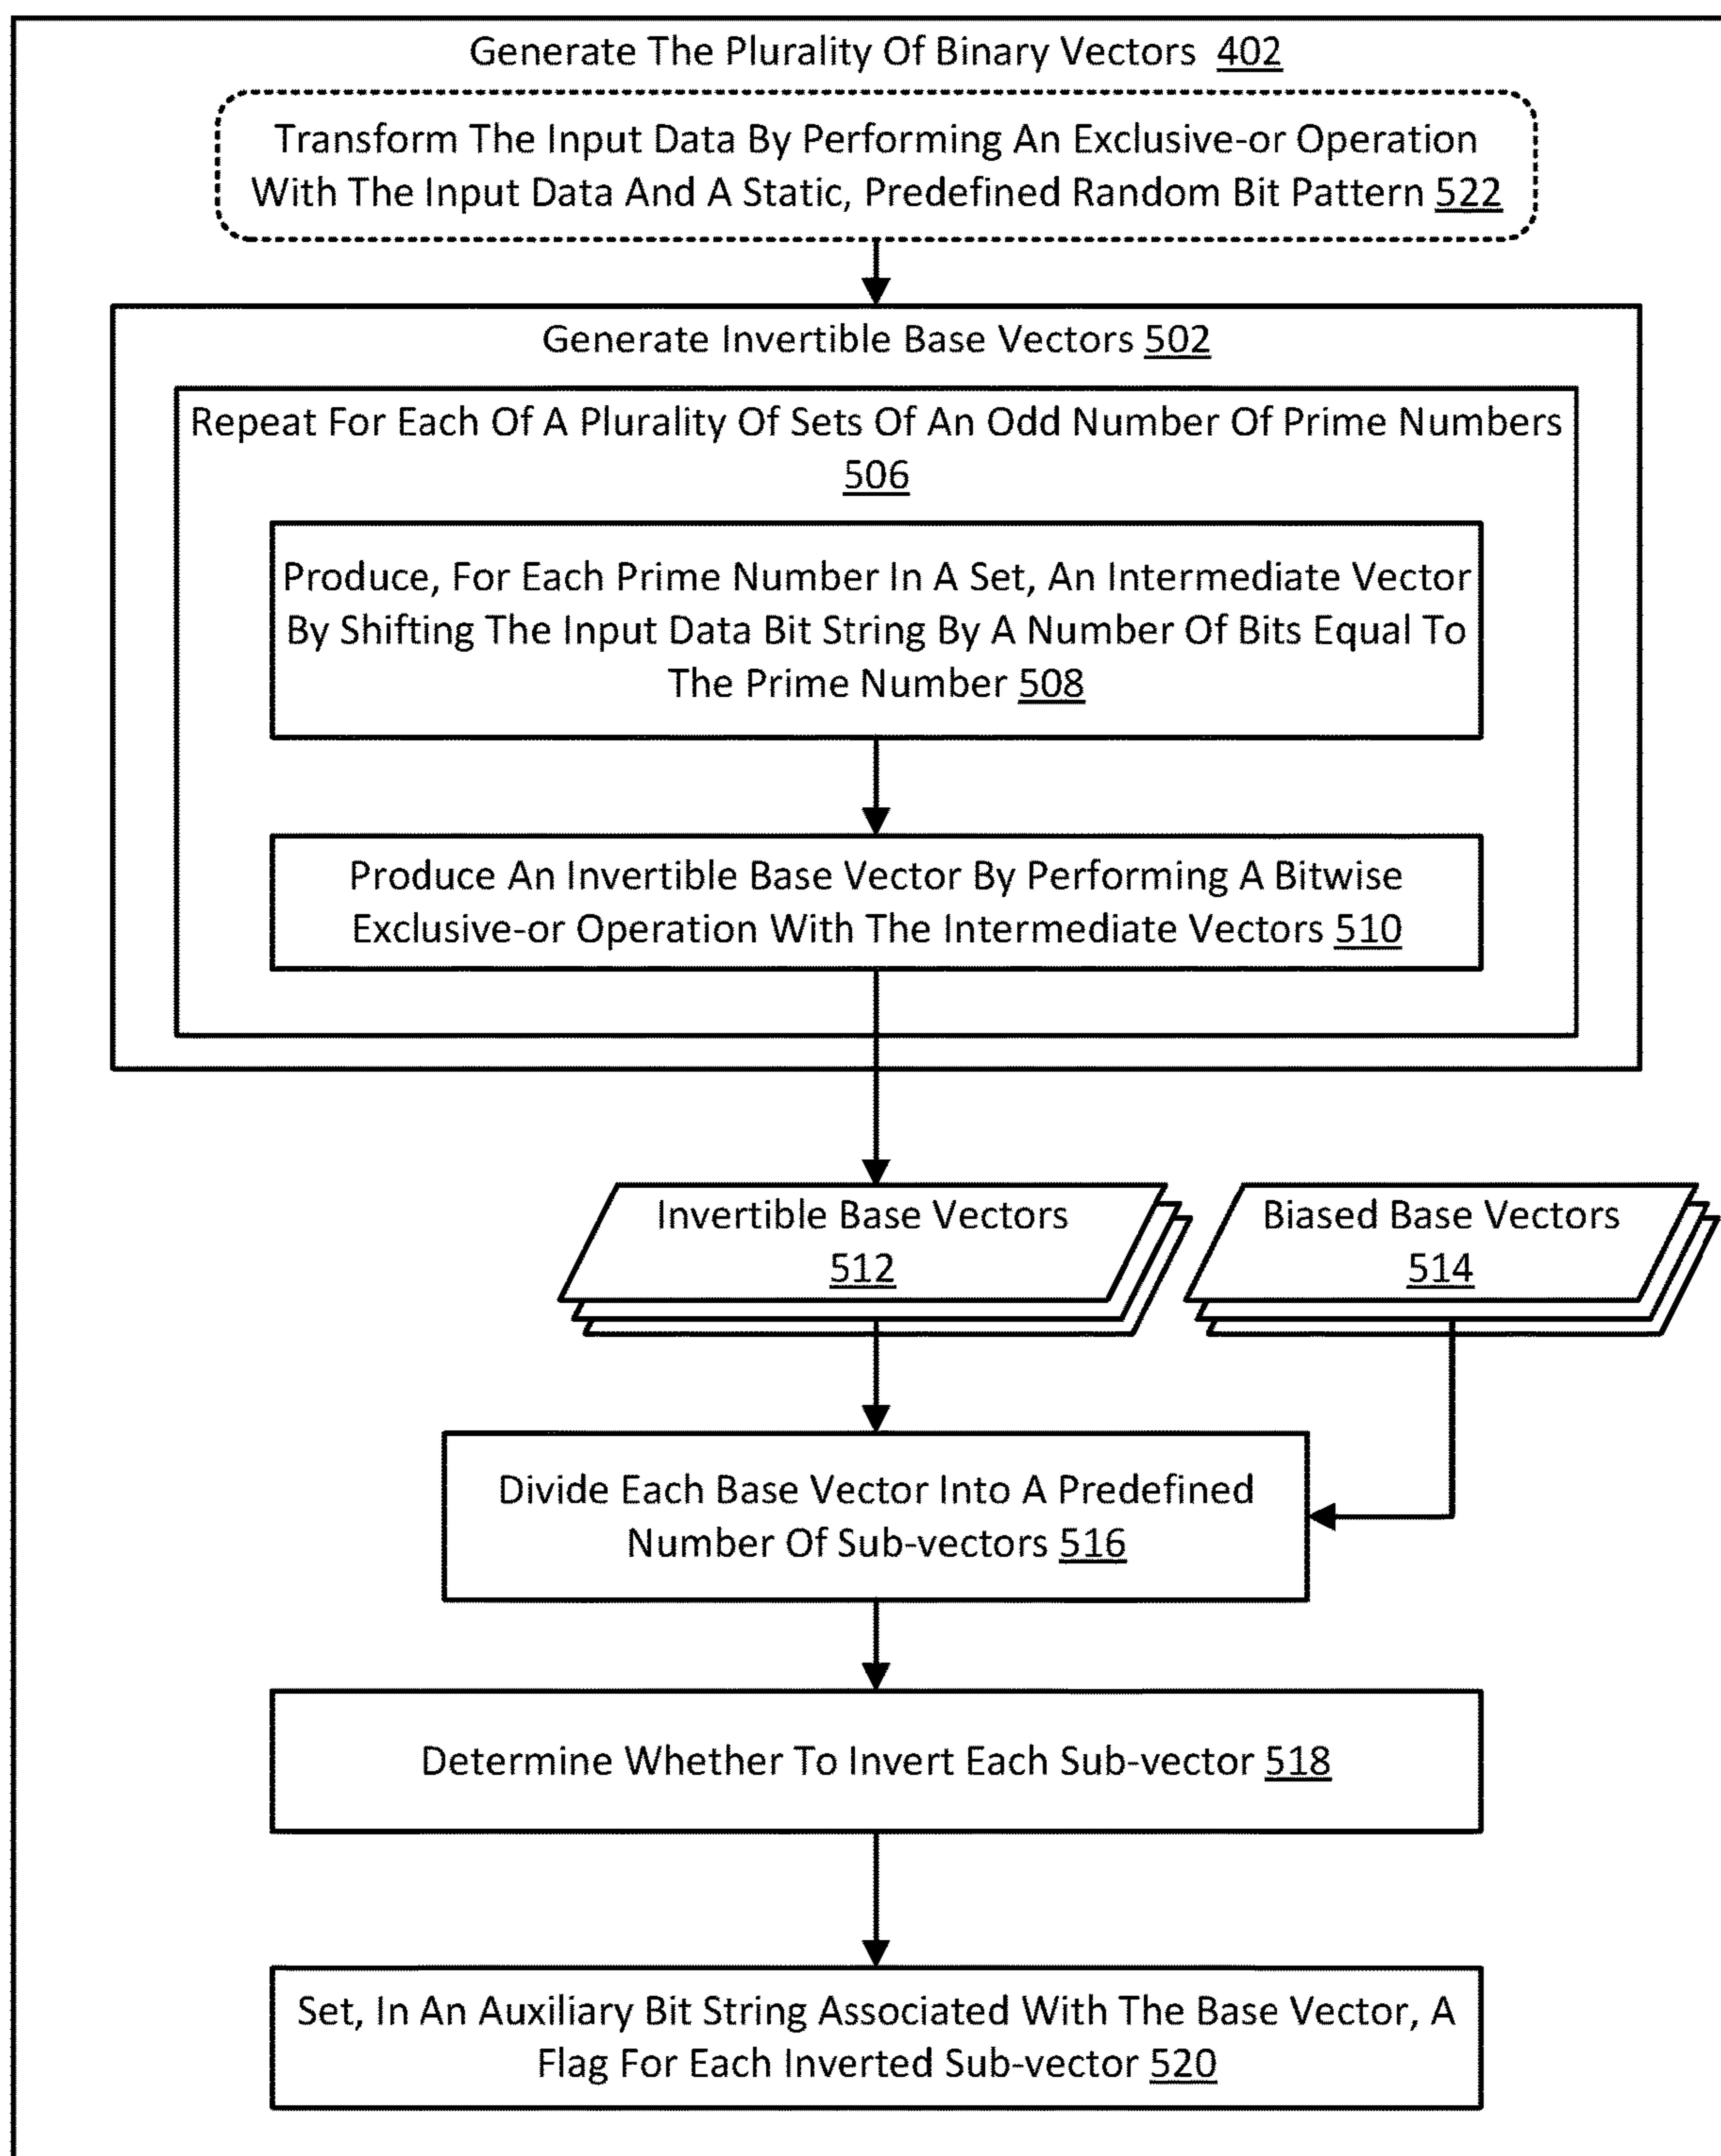 Generate The Plurality Of Binary Vectors 402
Transform The Input Data By Performing An Exclusive-or Operation
With The Input Data And A Static, Predefined Random Bit Pattern 522
Generate Invertible Base Vectors 502
Repeat For Each Of A Plurality Of Sets Of An Odd Number Of Prime Numbers
506
Produce, For Each Prime Number In A Set, An Intermediate Vector
By Shifting The Input Data Bit String By A Number Of Bits Equal To
The Prime Number 508
Produce An Invertible Base Vector By Performing A Bitwise
Exclusive-or Operation With The Intermediate Vectors 510
Invertible Base Vectors
512
Biased Base Vectors
514
Divide Each Base Vector Into A Predefined
Number Of Sub-vectors 516
Determine Whether To Invert Each Sub-vector 518
Set, In An Auxiliary Bit String Associated With The Base Vector, A
Flag For Each Inverted Sub-vector 520